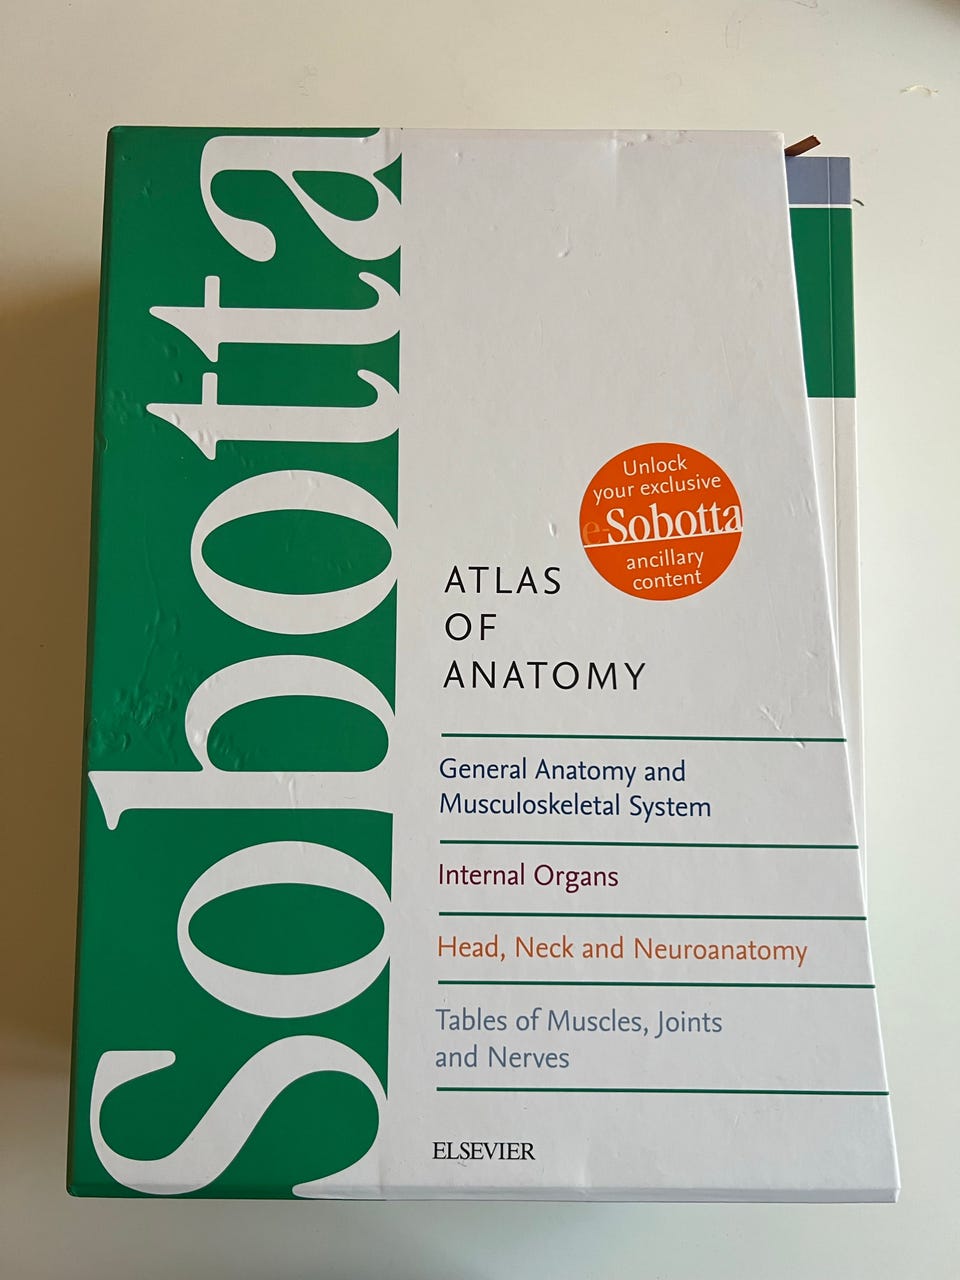 Sobotta
Unlock
your exclusive
e-Sobotta
ancillary
content
ATLAS
OF
ANATOMY
General Anatomy and
Musculoskeletal System
Internal Organs
Head, Neck and Neuroanatomy
Tables of Muscles, Joints
and Nerves
ELSEVIER